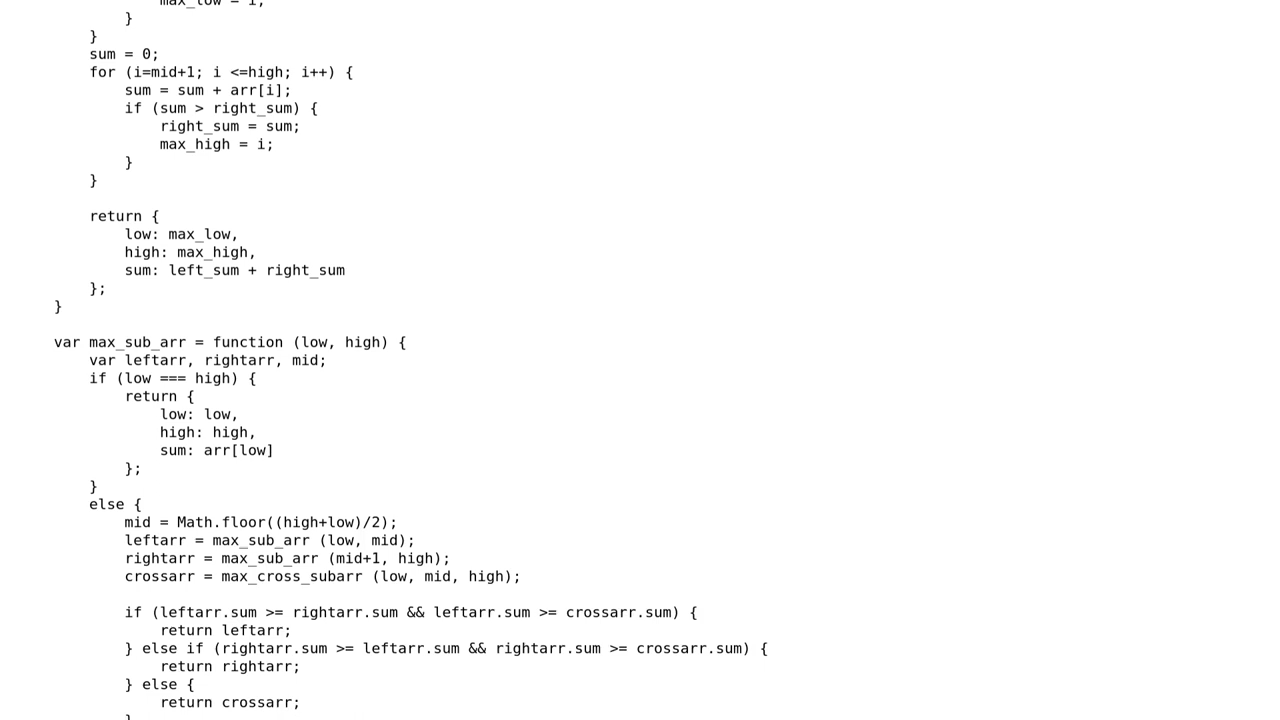 max_low = i;
}
}
sum = 0;
for (i=mid+1; i <=high; i++) {
sum = sum + arr[i];
if (sum > right_sum) {
right_sum = sum;
max_high = i;
}
}
return {
low: max_low,
high: max_high,
sum: left_sum + right_sum
};
}
var max_sub_arr = function (low, high) {
var leftarr, rightarr, mid;
if (low === high) {
return {
low: low,
high: high,
sum: arr[low]
};
}
else {
mid = Math.floor((high+low)/2);
leftarr = max_sub_arr (low, mid);
rightarr = max_sub_arr (mid+1, high);
crossarr = max_cross_subarr (low, mid, high);
if (leftarr.sum >= rightarr.sum && leftarr.sum >= crossarr.sum) {
return leftarr;
} else if (rightarr.sum >= leftarr.sum && rightarr.sum >= crossarr.sum) {
return rightarr;
} else {
return crossarr;
}